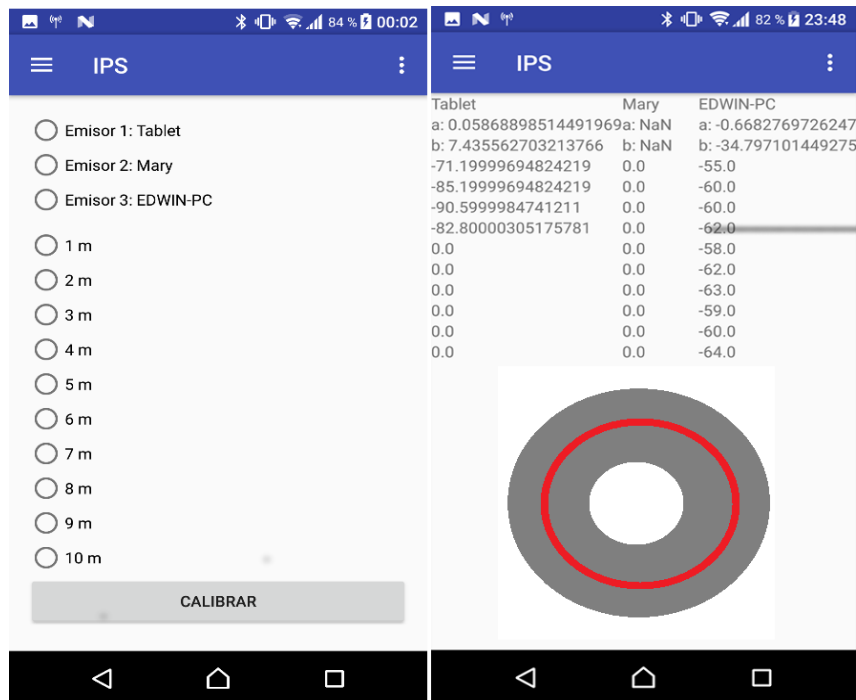 84 % 00:02
IPS
Emisor 1: Tablet
Emisor 2: Mary
Emisor 3: EDWIN-PC
1 m
2 m
3 m
4 m
5 m
6 m
7 m
8 m
9 m
10 m
CALIBRAR
82 % 23:48
IPS
Tablet Mary EDWIN-PC
a: 0.05868898514491969a: NaN a: -0.6682769726247
b: 7.435562703213766 b: NaN b: -34.797101449275
-71.19999694824219 0.0 -55.0
-85.19999694824219 0.0 -60.0
-90.5999984741211 0.0 -60.0
-82.80000305175781 0.0 -62.0
0.0 0.0 -58.0
0.0 0.0 -62.0
0.0 0.0 -63.0
0.0 0.0 -59.0
0.0 0.0 -60.0
0.0 0.0 -64.0